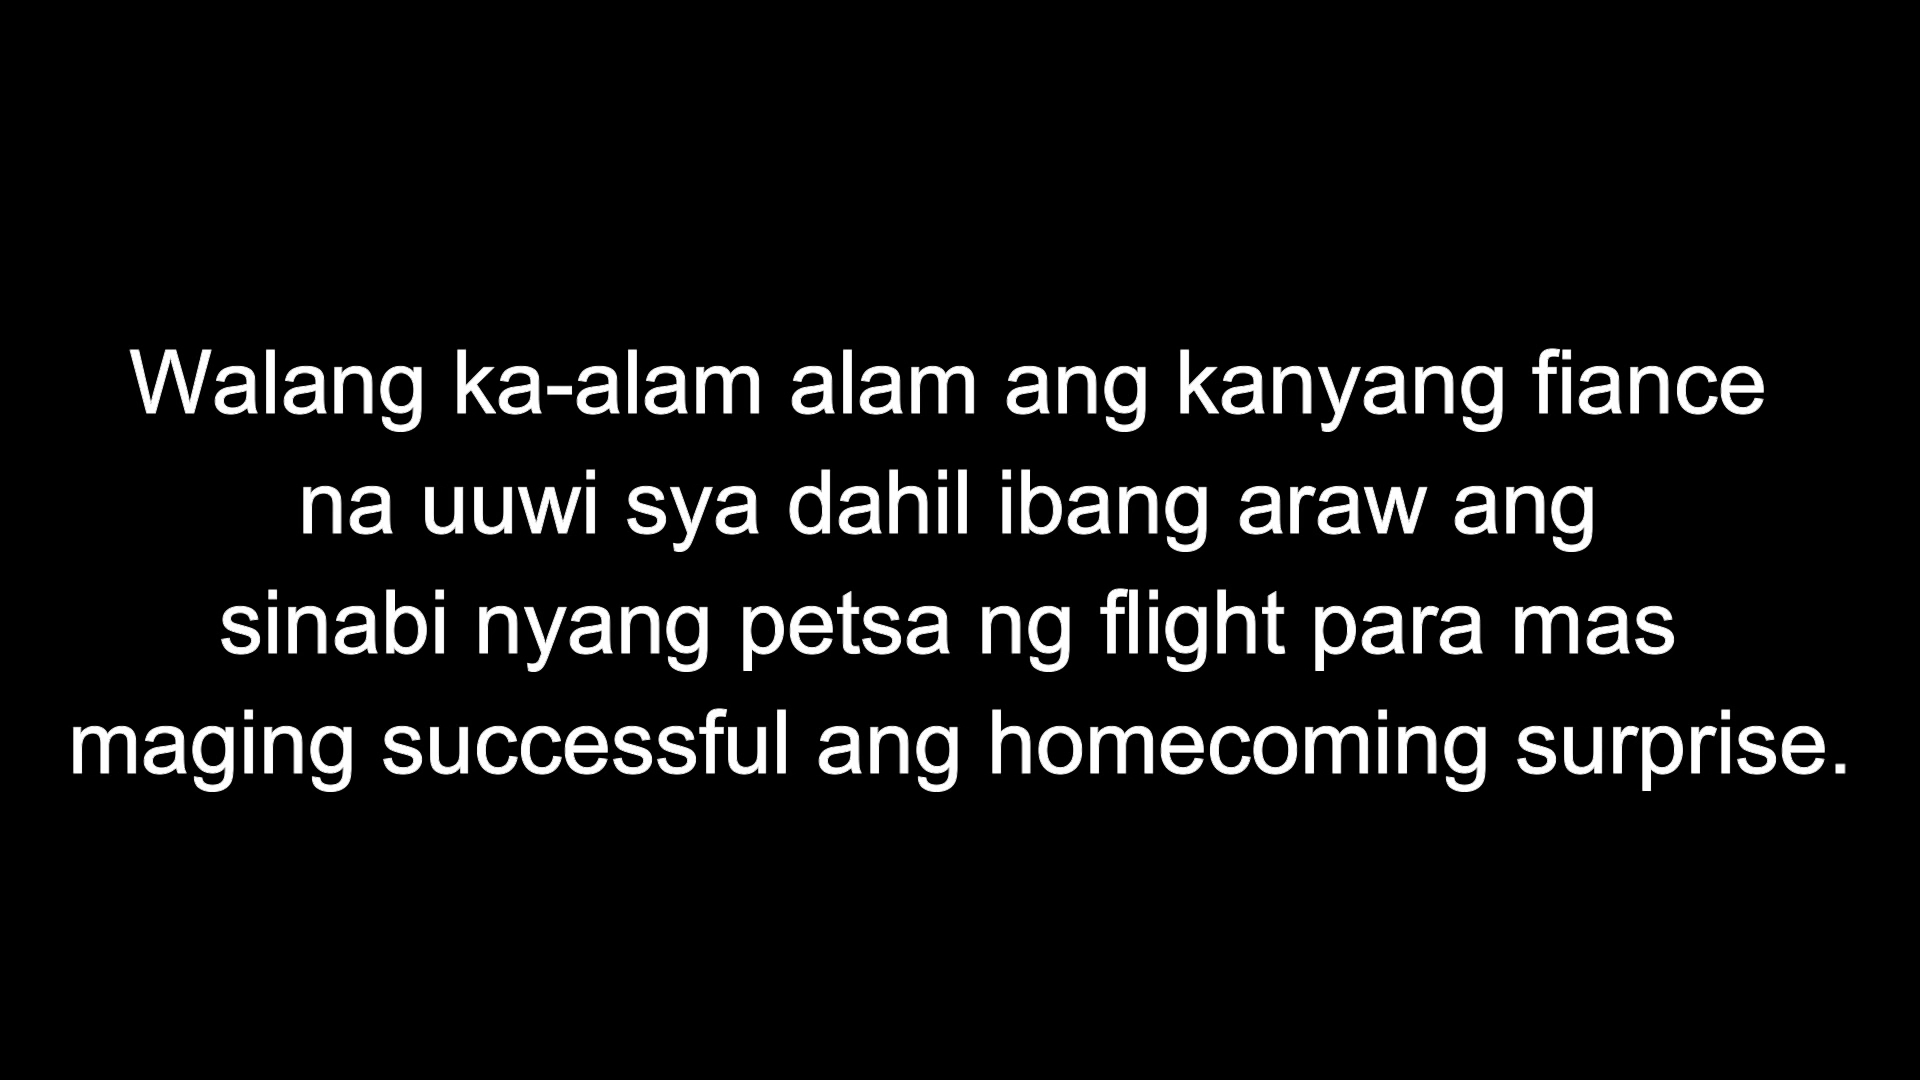 Walang ka-alam alam ang kanyang fiance
na uuwi sya dahil ibang araw ang
sinabi nyang petsa ng flight para mas
maging successful ang homecoming surprise.